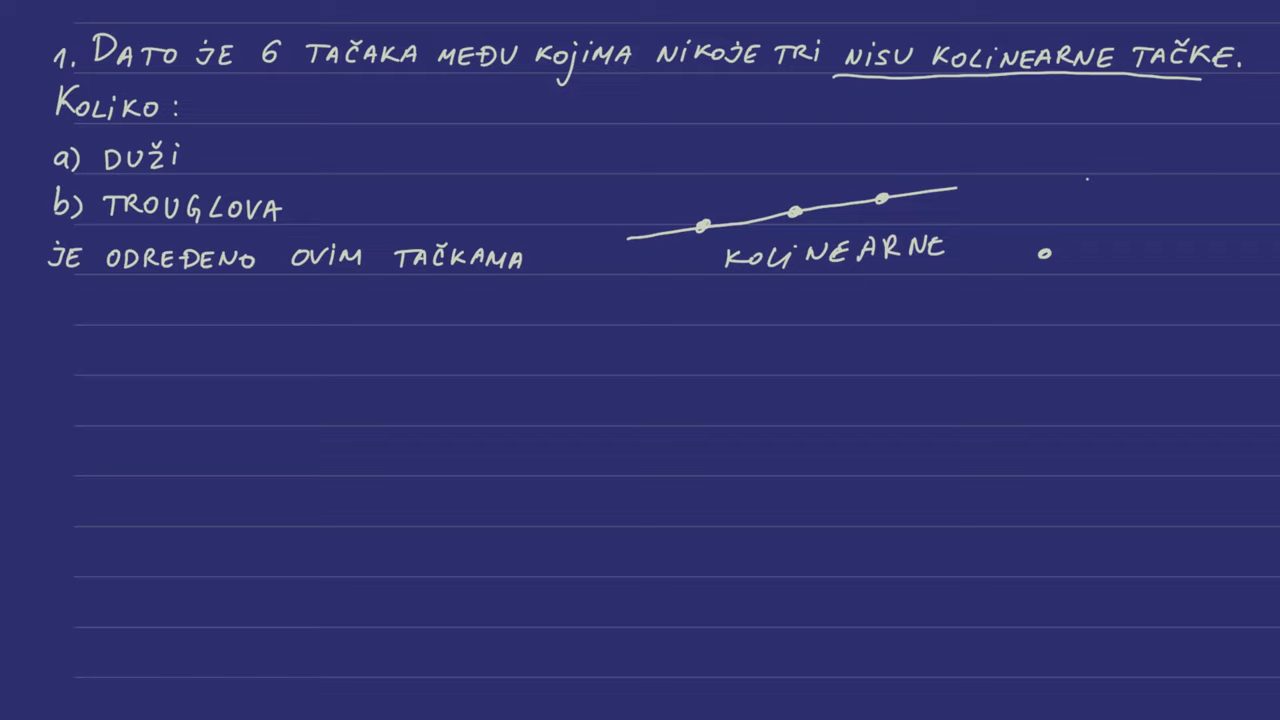 1. DATO JE 6 TAČAKA MEĐU KOJIMA NIKOJE TRI NISU KOLINEARNE TAČKE.
KOLIKO:
a) DUŽI
b) TROUGLOVA
JE ODREĐENO OVIM TAČKAMA
KOLINEARNE